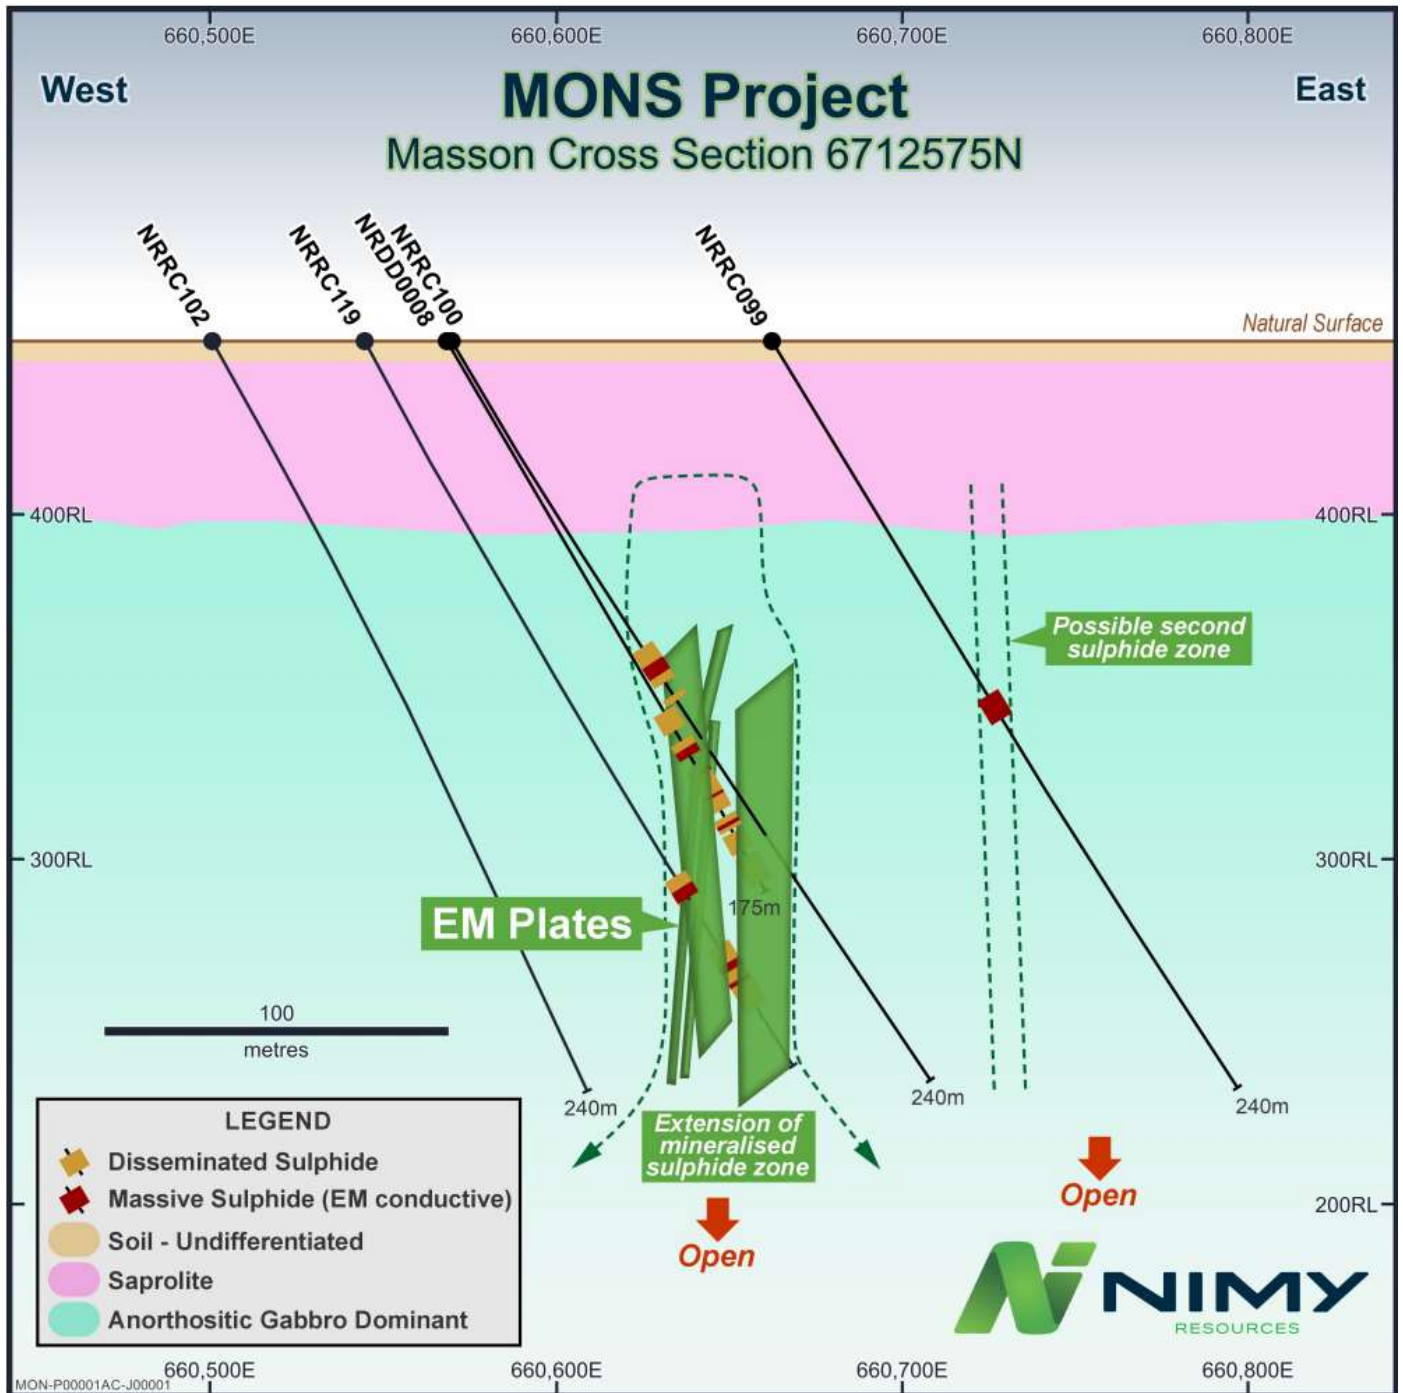 660,500E
660,600E
660,700E
660,800E
West
MONS Project
East
Masson Cross Section 6712575N
NRRC102
NRRC119
NRDD0008
NRRC100
NRRC099
Natural Surface
400RL
400RL
Possible second
sulphide zone
300RL
300RL
EM Plates
175m
100
metres
240m
240m
240m
Extension of
mineralised
sulphide zone
Open
Open
200RL
LEGEND
Disseminated Sulphide
Massive Sulphide (EM conductive)
Soil - Undifferentiated
Saprolite
Anorthositic Gabbro Dominant
NIMY
RESOURCES
660,500E
660,600E
660,700E
660,800E
MON-P00001AC-J00001